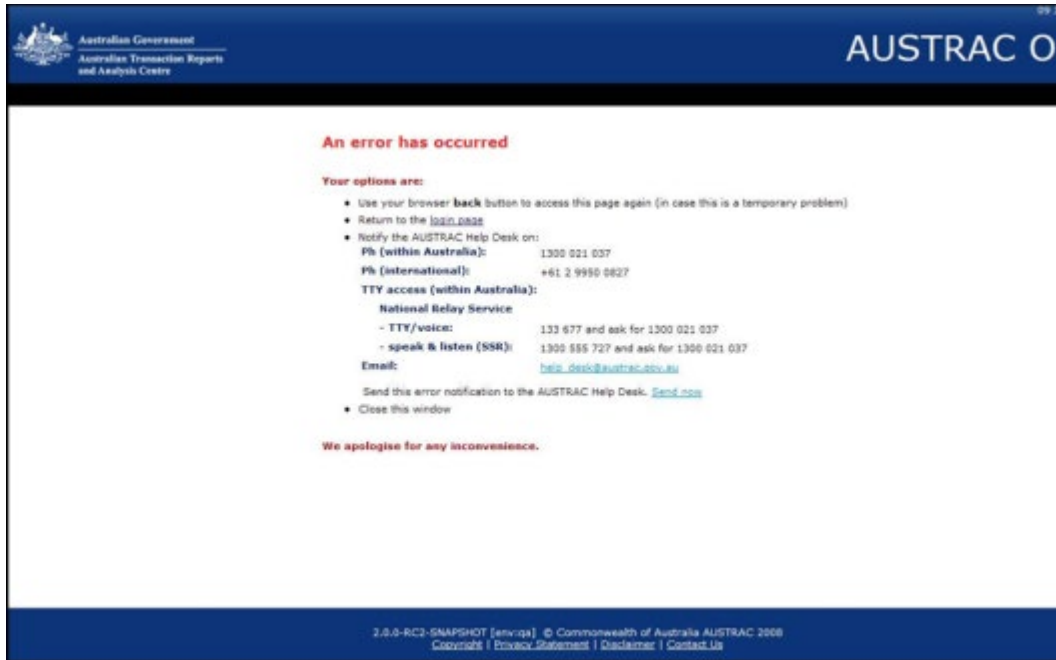 Australian Government
Australian Transaction Reports
and Analysis Centre
AUSTRAC O
An error has occurred
Your options are:
Use your browser back button to access this page again (in case this is a temporary problem)
Return to the login page
Notify the AUSTRAC Help Desk on:
Ph (within Australia): 1300 021 037
Ph (international): +61 2 9950 0827
TTY access (within Australia):
National Relay Service
- TTY/voice: 133 677 and ask for 1300 021 037
- speak & listen (SSR): 1300 555 727 and ask for 1300 021 037
Email: help_desk@austrac.gov.au
Send this error notification to the AUSTRAC Help Desk. Send now
Close this window
We apologise for any inconvenience.
2.0.0-RC2-SNAPSHOT [env:qa] © Commonwealth of Australia AUSTRAC 2008
Copyright | Privacy Statement | Disclaimer | Contact Us